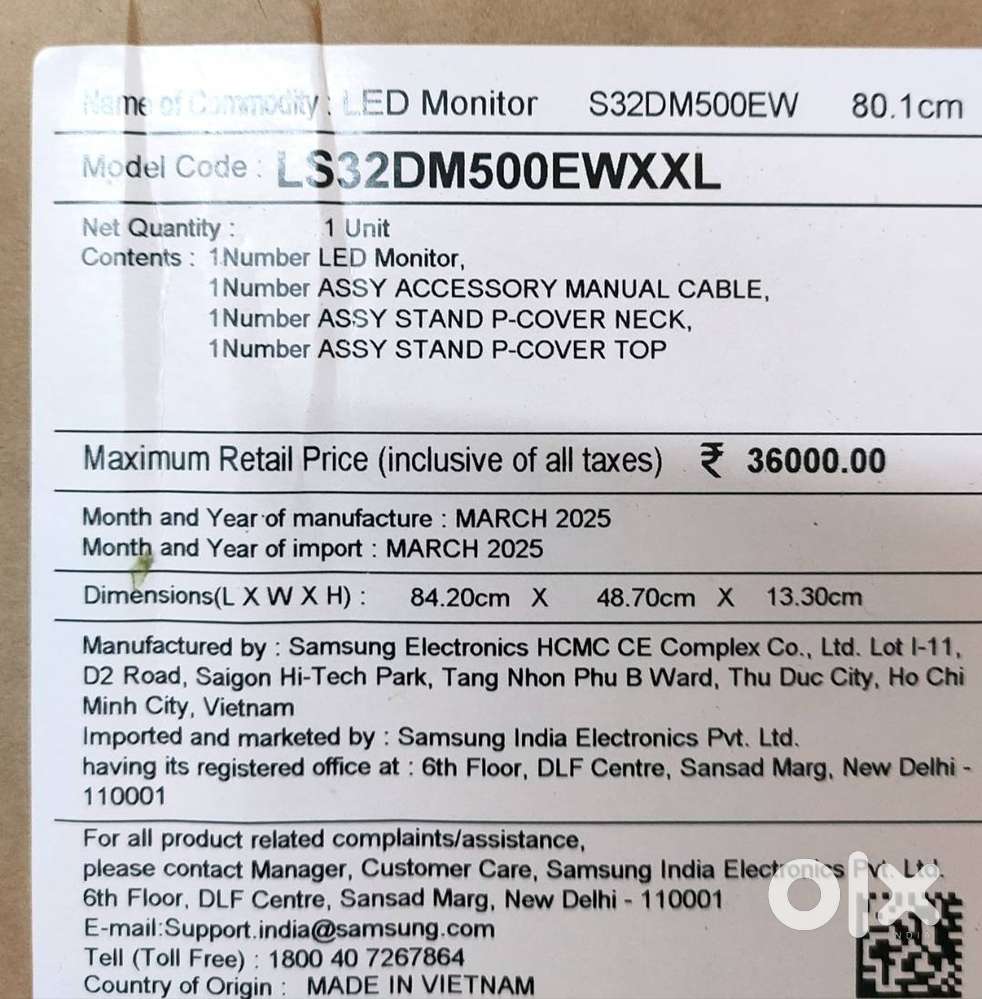 Name of Commodity : LED Monitor S32DM500EW 80.1cm
Model Code : LS32DM500EWXXL
Net Quantity : 1 Unit
Contents : 1Number LED Monitor,
1Number ASSY ACCESSORY MANUAL CABLE,
1Number ASSY STAND P-COVER NECK,
1Number ASSY STAND P-COVER TOP
Maximum Retail Price (inclusive of all taxes) ₹ 36000.00
Month and Year of manufacture : MARCH 2025
Month and Year of import : MARCH 2025
Dimensions(L X W X H) : 84.20cm X 48.70cm X 13.30cm
Manufactured by : Samsung Electronics HCMC CE Complex Co., Ltd. Lot I-11,
D2 Road, Saigon Hi-Tech Park, Tang Nhon Phu B Ward, Thu Duc City, Ho Chi
Minh City, Vietnam
Imported and marketed by : Samsung India Electronics Pvt. Ltd.
having its registered office at : 6th Floor, DLF Centre, Sansad Marg, New Delhi -
110001
For all product related complaints/assistance,
please contact Manager, Customer Care, Samsung India Electronics Pvt. Ltd.
6th Floor, DLF Centre, Sansad Marg, New Delhi - 110001
E-mail:Support.india@samsung.com
Tell (Toll Free) : 1800 40 7267864
Country of Origin : MADE IN VIETNAM
olx
INDIA